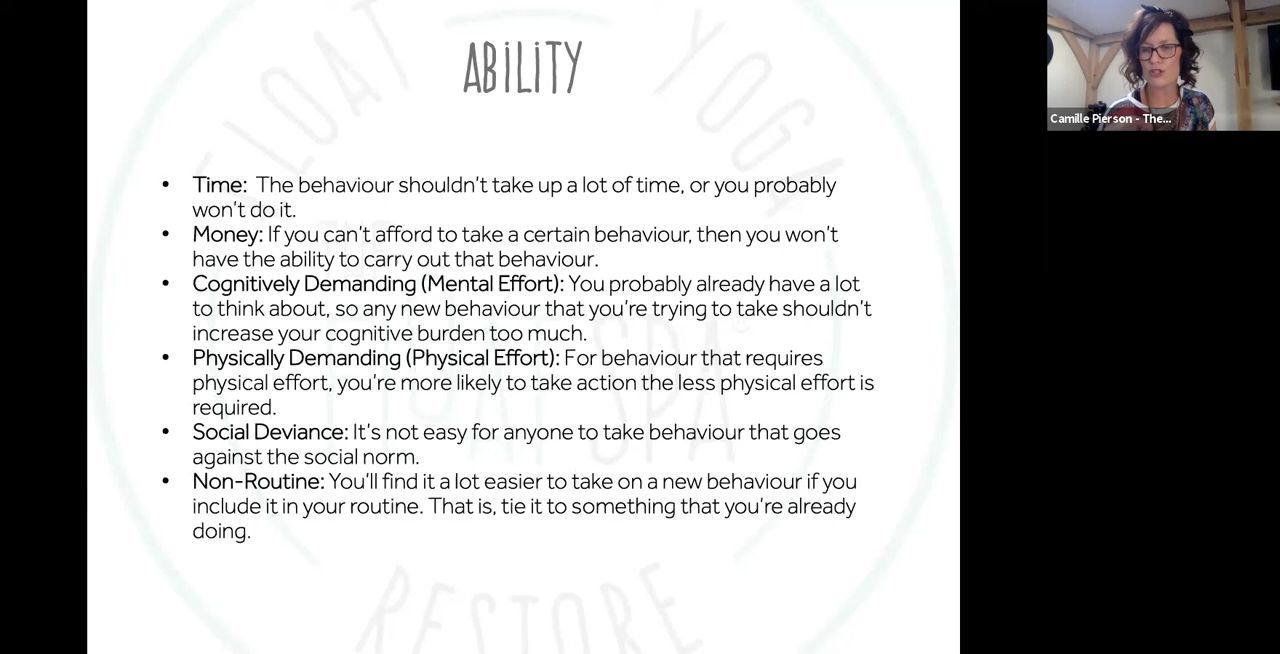 ABILITY
• Time: The behaviour shouldn't take up a lot of time, or you probably
won't do it.
• Money: If you can't afford to take a certain behaviour, then you won't
have the ability to carry out that behaviour.
• Cognitively Demanding (Mental Effort): You probably already have a lot
to think about, so any new behaviour that you're trying to take shouldn't
increase your cognitive burden too much.
• Physically Demanding (Physical Effort): For behaviour that requires
physical effort, you're more likely to take action the less physical effort is
required.
• Social Deviance: It's not easy for anyone to take behaviour that goes
against the social norm.
• Non-Routine: You'll find it a lot easier to take on a new behaviour if you
include it in your routine. That is, tie it to something that you're already
doing.
FLOAT YOGA
THE
FLOAT SPA®
RESTORE
Camille Pierson - The...